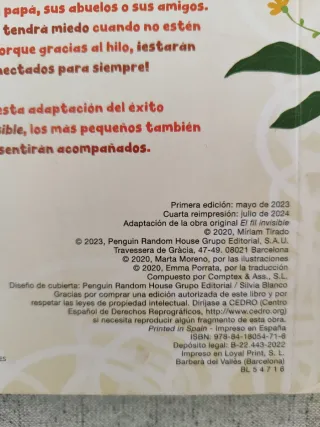 papá, sus abuelos o sus amigos.
tendrá miedo cuando no estén
orque gracias al hilo, ¡estarán
nectados para siempre!
esta adaptación del éxito
sible, los más pequeños también
sentirán acompañados.
Primera edición: mayo de 2023
Cuarta reimpresión: julio de 2024
Adaptación de la obra original El fil invisible
© 2020, Míriam Tirado
© 2023, Penguin Random House Grupo Editorial, S.A.U.
Travessera de Gràcia, 47-49. 08021 Barcelona
© 2020, Marta Moreno, por las ilustraciones
© 2020, Emma Porrata, por la traducción
Compuesto por Comptex & Ass., S.L.
Diseño de cubierta: Penguin Random House Grupo Editorial / Silvia Blanco
Gracias por comprar una edición autorizada de este libro y por
respetar las leyes de propiedad intelectual. Diríjase a CEDRO (Centro
Español de Derechos Reprográficos, http://www.cedro.org)
si necesita reproducir algún fragmento de esta obra.
Printed in Spain - Impreso en España
ISBN: 978-84-18054-71-6
Depósito legal: B-22.443-2022
Impreso en Loyal Print, S. L.
Barberà del Vallès (Barcelona)
BL 5 4 7 1 6